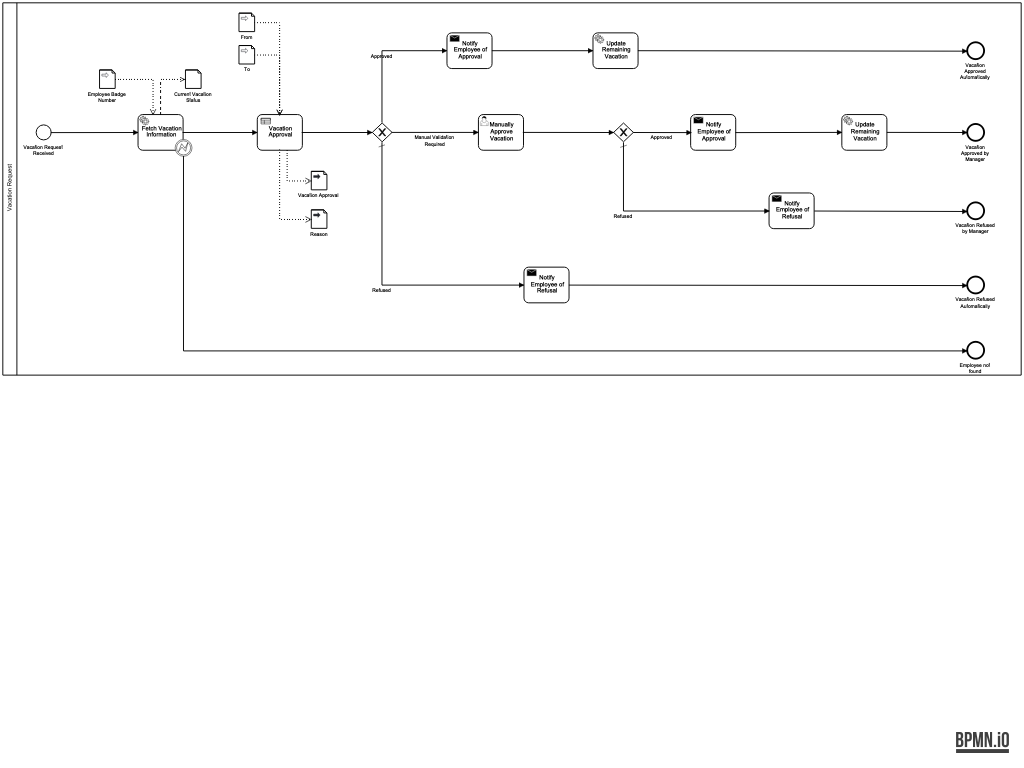 Vacation Request
Vacation Request
Received
Employee Badge
Number
Current Vacation
Status
Fetch Vacation
Information
From
To
Vacation
Approval
Vacation Approval
Reason
Approved
Notify
Employee of
Approval
Update
Remaining
Vacation
Vacation
Approved
Automatically
Manual Validation
Required
Manually
Approve
Vacation
Approved
Notify
Employee of
Approval
Update
Remaining
Vacation
Vacation
Approved by
Manager
Refused
Notify
Employee of
Refusal
Vacation Refused
by Manager
Refused
Notify
Employee of
Refusal
Vacation Refused
Automatically
Employee not
found
BPMN.iO